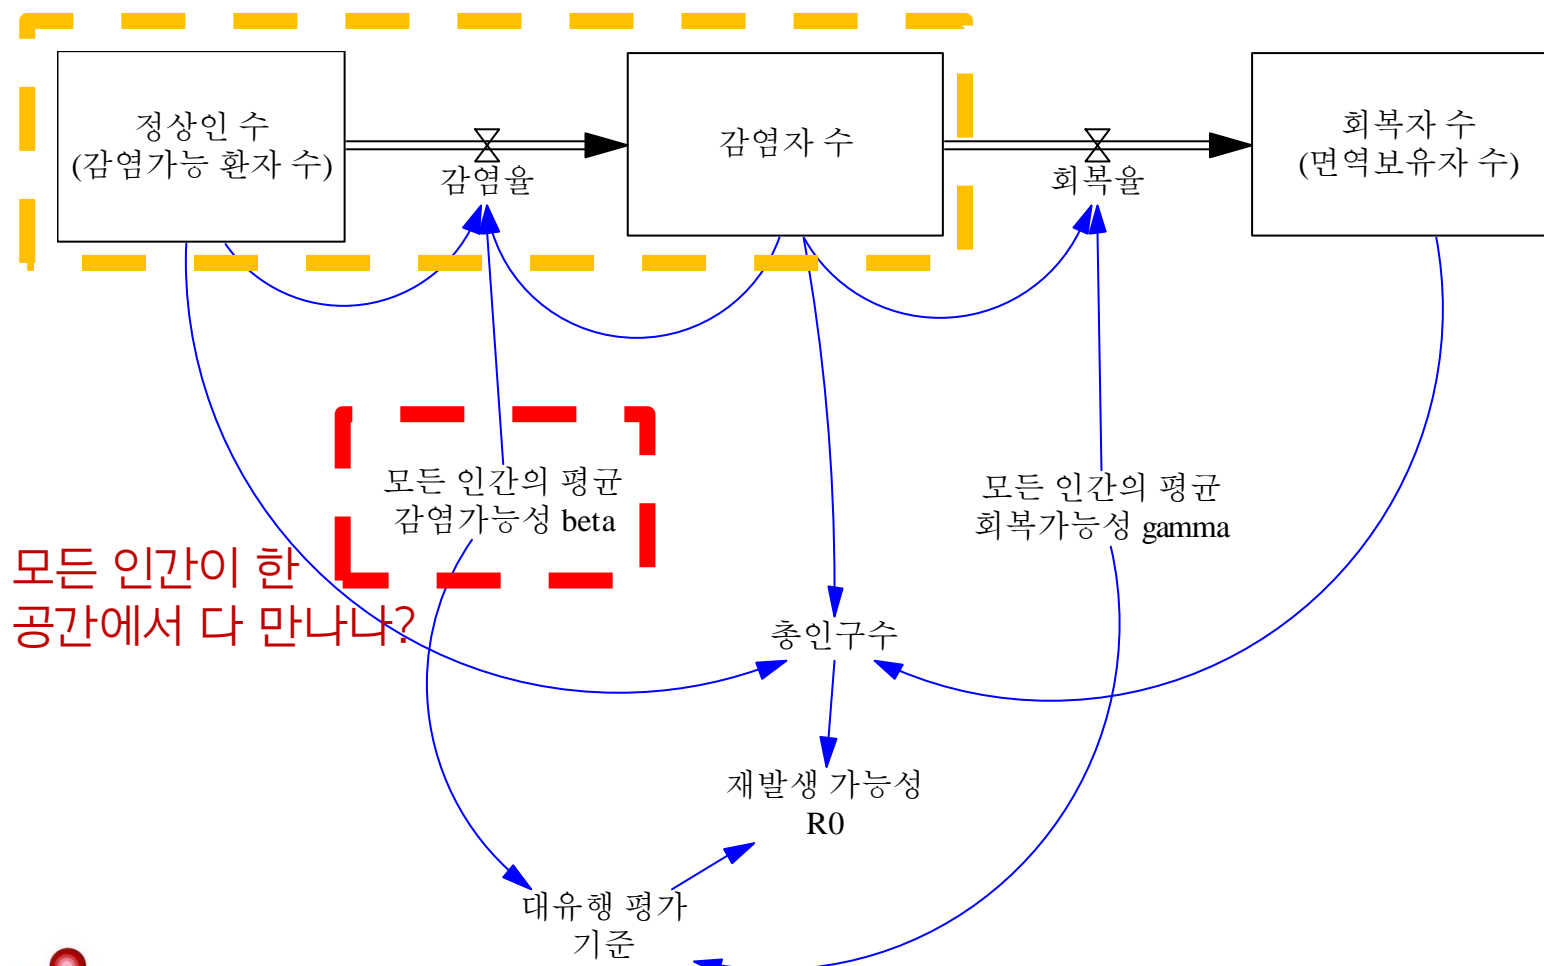 정상인 수
(감염가능 환자 수)
감염율
감염자 수
회복율
회복자 수
(면역보유자 수)
모든 인간의 평균
감염가능성 beta
모든 인간의 평균
회복가능성 gamma
모든 인간이 한
공간에서 다 만나나?
총인구수
재발생 가능성
R0
대유행 평가
기준